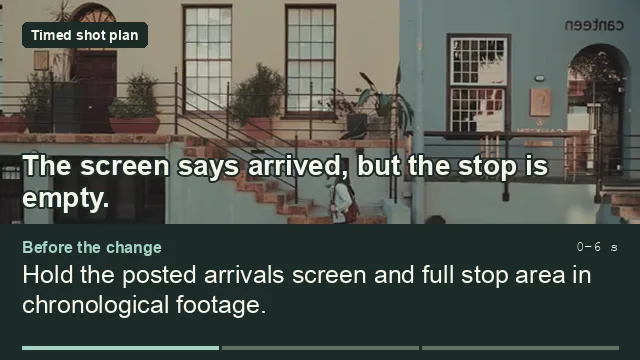 canteen
Timed shot plan
The screen says arrived, but the stop is
empty.
Before the change
0–6 s
Hold the posted arrivals screen and full stop area in
chronological footage.